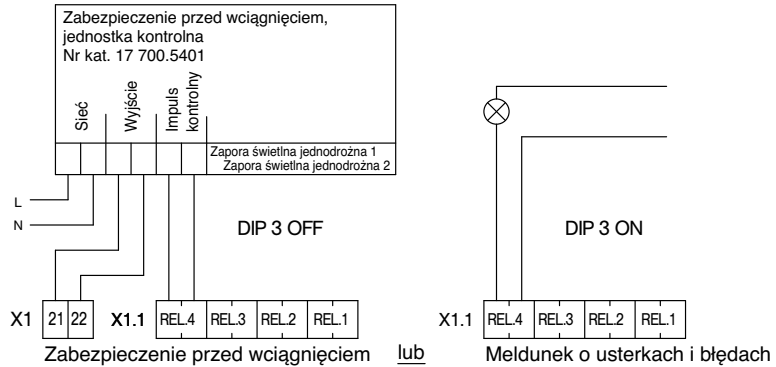 Zabezpieczenie przed wciągnięciem,
jednostka kontrolna
Nr kat. 17 700.5401
Sieć
Wyjście
Impuls
kontrolny
Zapora świetlna jednodrożna 1
Zapora świetlna jednodrożna 2
L
N
DIP 3 OFF
DIP 3 ON
X1 21 22 X1.1 REL.4 REL.3 REL.2 REL.1
X1.1 REL.4 REL.3 REL.2 REL.1
Zabezpieczenie przed wciągnięciem lub Meldunek o usterkach i błędach